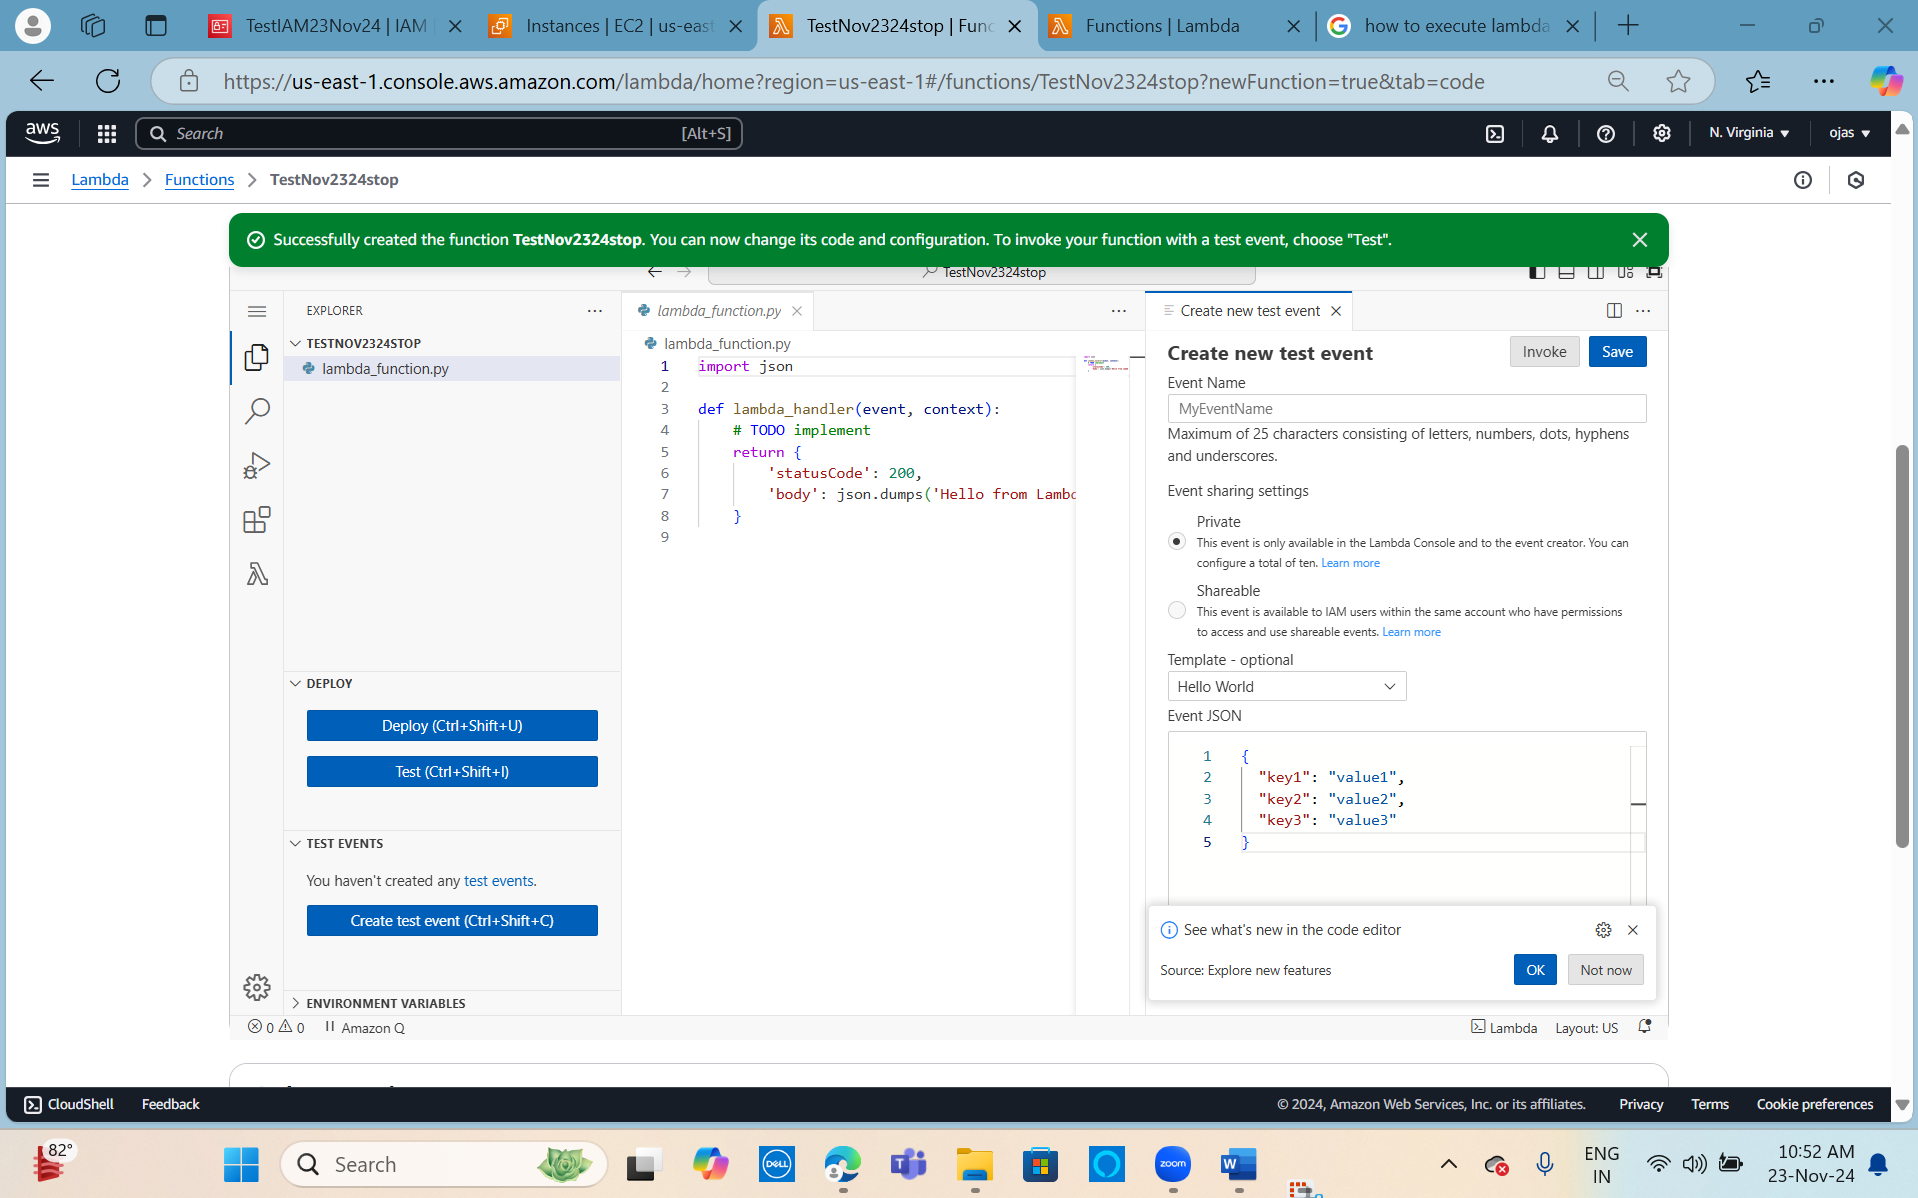 TestIAM23Nov24 | IAM
Instances | EC2 | us-east
TestNov2324stop | Func
Functions | Lambda
how to execute lambda
https://us-east-1.console.aws.amazon.com/lambda/home?region=us-east-1#/functions/TestNov2324stop?newFunction=true&tab=code
aws
Search
[Alt+S]
N. Virginia
ojas
Lambda
Functions
TestNov2324stop
Successfully created the function TestNov2324stop. You can now change its code and configuration. To invoke your function with a test event, choose "Test".
TestNov2324stop
EXPLORER
TESTNOV2324STOP
lambda_function.py
DEPLOY
Deploy (Ctrl+Shift+U)
Test (Ctrl+Shift+I)
TEST EVENTS
You haven't created any test events.
Create test event (Ctrl+Shift+C)
ENVIRONMENT VARIABLES
lambda_function.py
lambda_function.py
1 import json
2
3 def lambda_handler(event, context):
4 # TODO implement
5 return {
6 'statusCode': 200,
7 'body': json.dumps('Hello from Lambd
8 }
9
Create new test event
Create new test event
Invoke
Save
Event Name
MyEventName
Maximum of 25 characters consisting of letters, numbers, dots, hyphens
and underscores.
Event sharing settings
Private
This event is only available in the Lambda Console and to the event creator. You can
configure a total of ten. Learn more
Shareable
This event is available to IAM users within the same account who have permissions
to access and use shareable events. Learn more
Template - optional
Hello World
Event JSON
1 {
2 "key1": "value1",
3 "key2": "value2",
4 "key3": "value3"
5 }
See what's new in the code editor
Source: Explore new features
OK
Not now
0 0
Amazon Q
Lambda
Layout: US
CloudShell
Feedback
© 2024, Amazon Web Services, Inc. or its affiliates.
Privacy
Terms
Cookie preferences
82°
Search
DELL
zoom
W
ENG
IN
10:52 AM
23-Nov-24